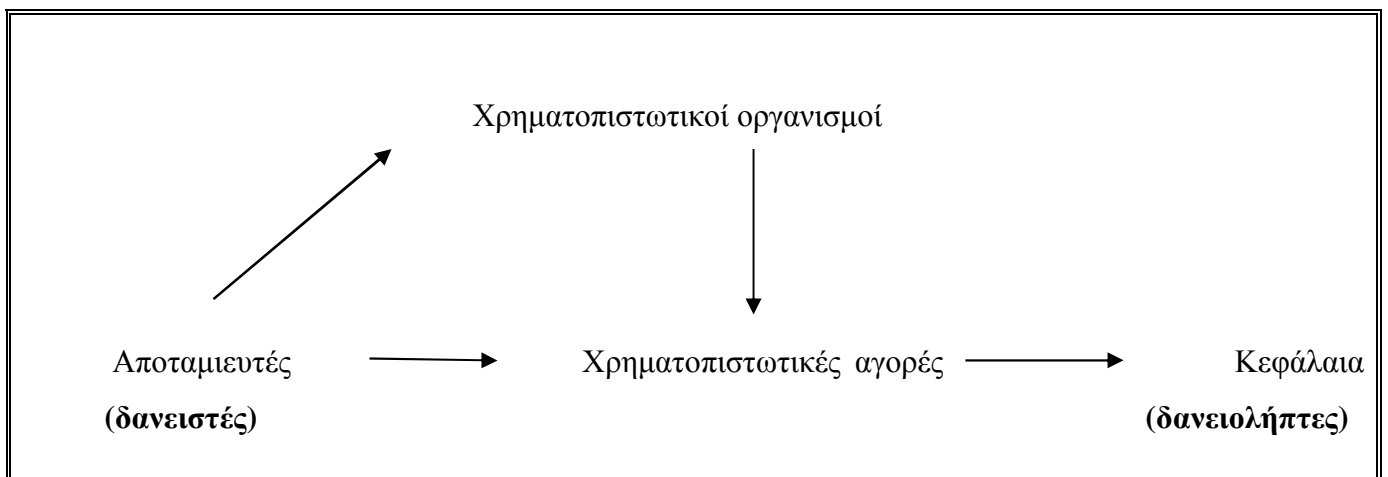 Χρηματοπιστωτικοί οργανισμοί
Αποταμιευτές Χρηματοπιστωτικές αγορές Κεφάλαια
(δανειστές) (δανειολήπτες)